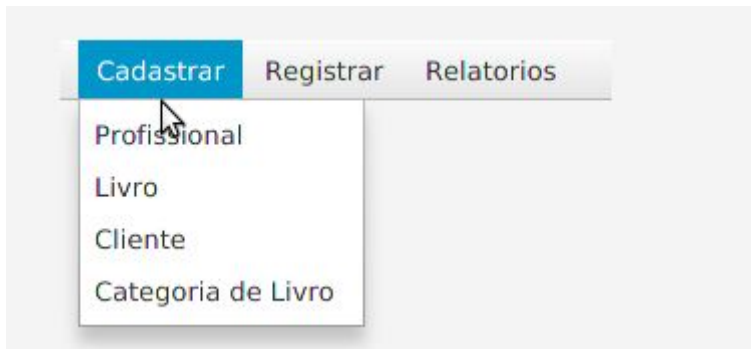 Cadastrar Registrar Relatorios
Profissional
Livro
Cliente
Categoria de Livro